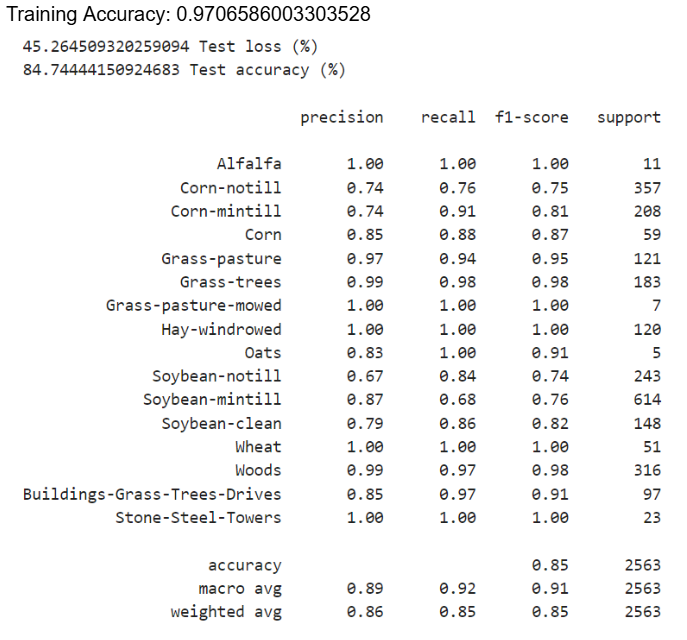 Training Accuracy: 0.9706586003303528
45.264509320259094 Test loss (%)
84.74444150924683 Test accuracy (%)
precision recall f1-score support
Alfalfa 1.00 1.00 1.00 11
Corn-notill 0.74 0.76 0.75 357
Corn-mintill 0.74 0.91 0.81 208
Corn 0.85 0.88 0.87 59
Grass-pasture 0.97 0.94 0.95 121
Grass-trees 0.99 0.98 0.98 183
Grass-pasture-mowed 1.00 1.00 1.00 7
Hay-windrowed 1.00 1.00 1.00 120
Oats 0.83 1.00 0.91 5
Soybean-notill 0.67 0.84 0.74 243
Soybean-mintill 0.87 0.68 0.76 614
Soybean-clean 0.79 0.86 0.82 148
Wheat 1.00 1.00 1.00 51
Woods 0.99 0.97 0.98 316
Buildings-Grass-Trees-Drives 0.85 0.97 0.91 97
Stone-Steel-Towers 1.00 1.00 1.00 23
accuracy 0.85 2563
macro avg 0.89 0.92 0.91 2563
weighted avg 0.86 0.85 0.85 2563